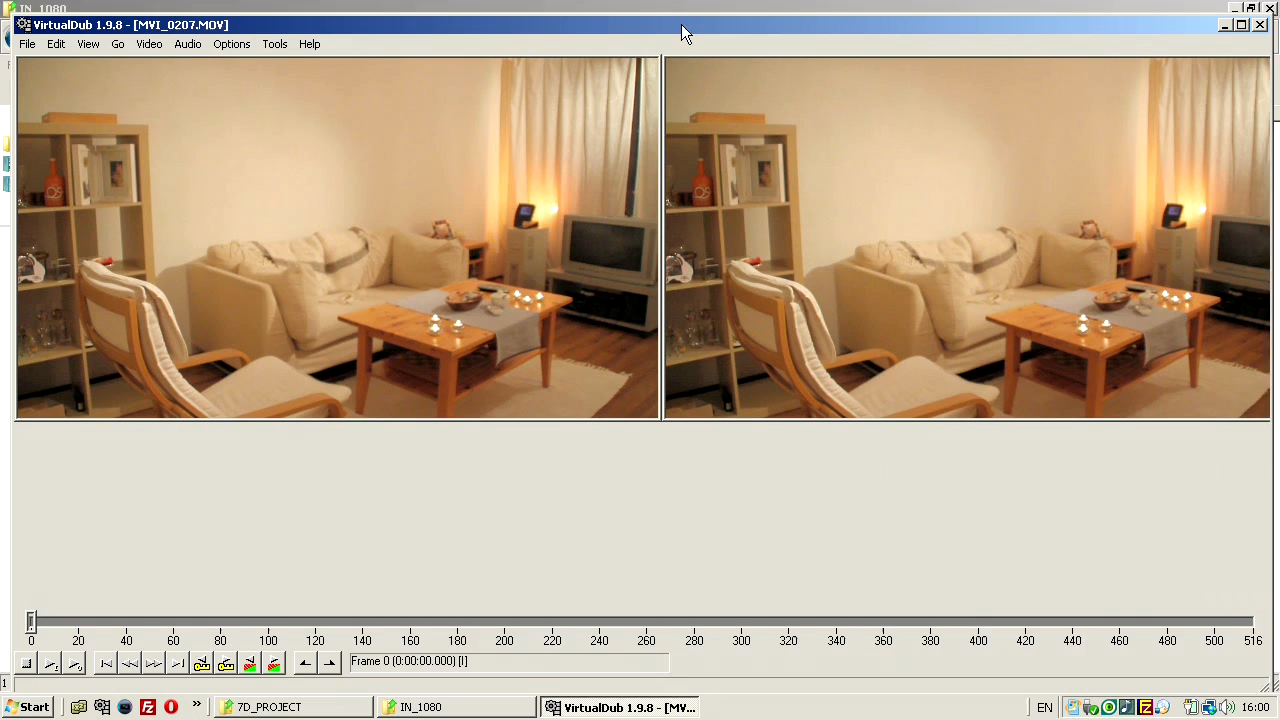 IN_1080
VirtualDub 1.9.8 - [MVI_0207.MOV]
File Edit View Go Video Audio Options Tools Help
0 20 40 60 80 100 120 140 160 180 200 220 240 260 280 300 320 340 360 380 400 420 440 460 480 500 516
Frame 0 (0:00:00.000) [I]
1
Start » 7D_PROJECT IN_1080 VirtualDub 1.9.8 - [MV... EN 16:00